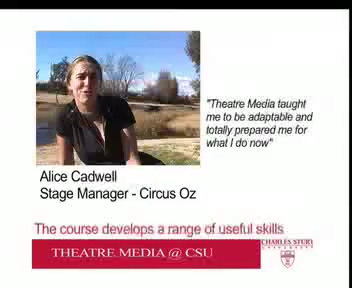 "Theatre Media taught
me to be adaptable and
totally prepared me for
what I do now"
Alice Cadwell
Stage Manager - Circus Oz
The course develops a range of useful skills
THEATRE MEDIA @ CSU
CHARLES STURT